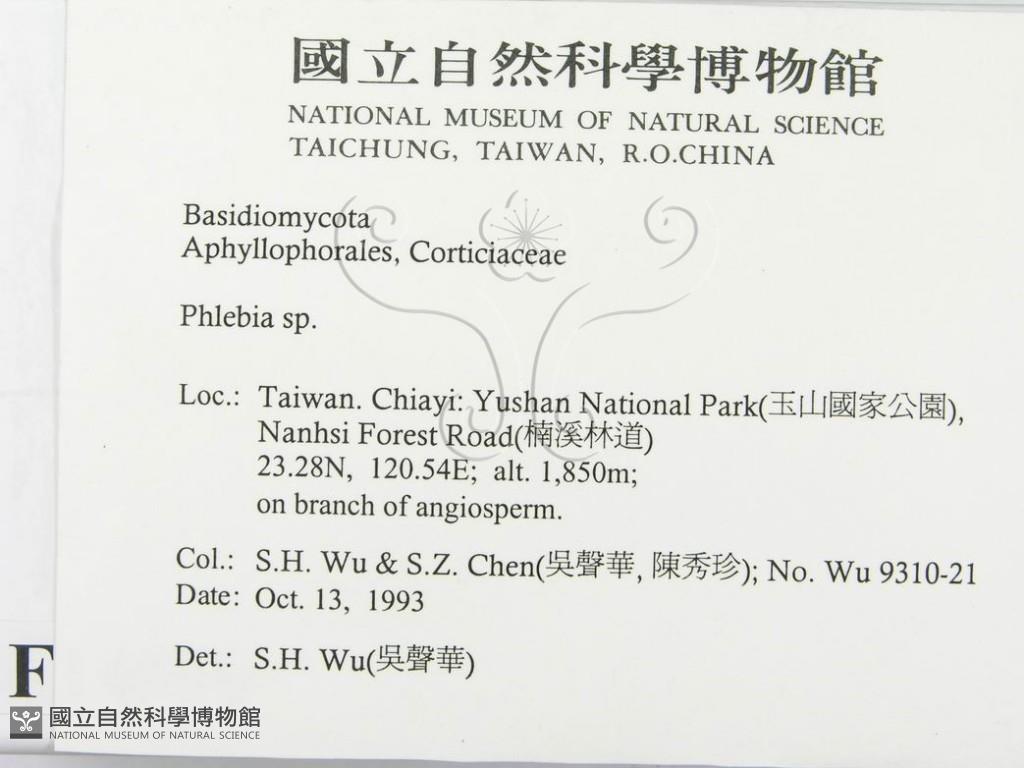 國立自然科學博物館
NATIONAL MUSEUM OF NATURAL SCIENCE
TAICHUNG, TAIWAN, R.O.CHINA
Basidiomycota
Aphyllophorales, Corticiaceae
Phlebia sp.
Loc.: Taiwan. Chiayi: Yushan National Park(玉山國家公園),
Nanhsi Forest Road(楠溪林道)
23.28N, 120.54E; alt. 1,850m;
on branch of angiosperm.
Col.: S.H. Wu & S.Z. Chen(吳聲華, 陳秀珍); No. Wu 9310-21
Date: Oct. 13, 1993
Det.: S.H. Wu(吳聲華)
F
國立自然科學博物館
NATIONAL MUSEUM OF NATURAL SCIENCE